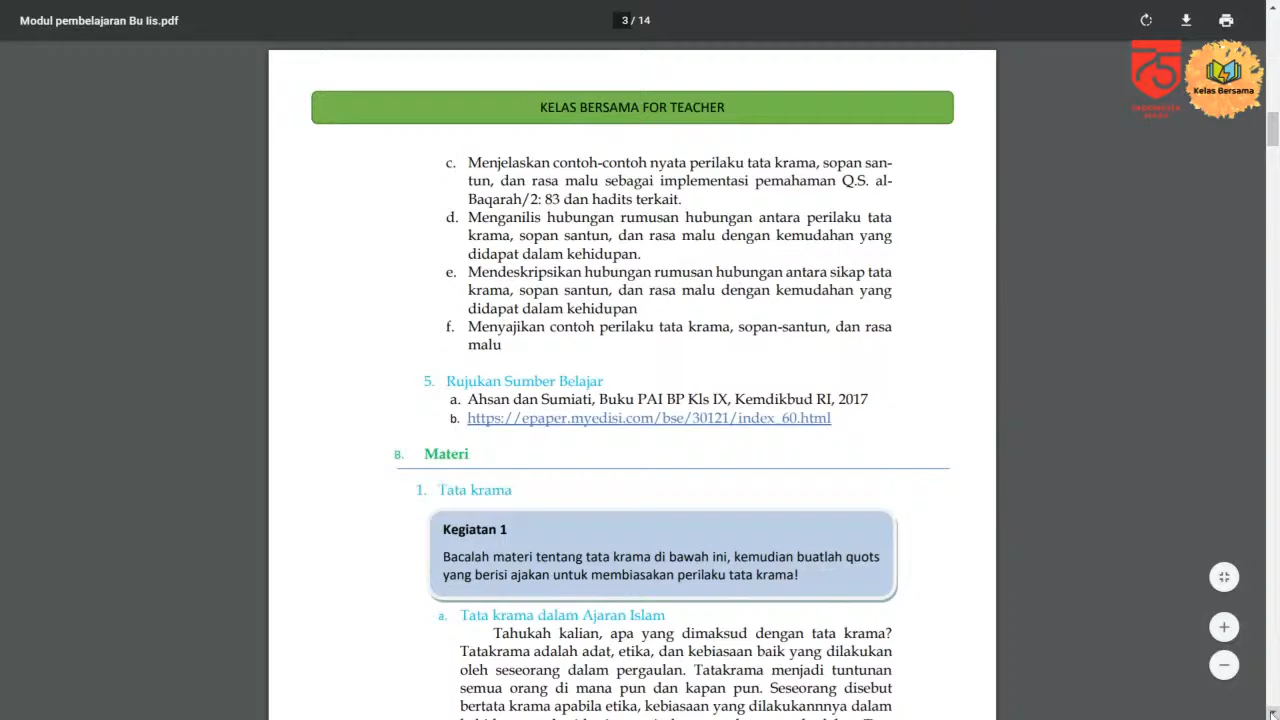 Modul pembelajaran Bu Iis.pdf
3 / 14
75
INDONESIA
MAJU
Kelas Bersama
KELAS BERSAMA FOR TEACHER
c. Menjelaskan contoh-contoh nyata perilaku tata krama, sopan san-
tun, dan rasa malu sebagai implementasi pemahaman Q.S. al-
Baqarah/2: 83 dan hadits terkait.
d. Menganilis hubungan rumusan hubungan antara perilaku tata
krama, sopan santun, dan rasa malu dengan kemudahan yang
didapat dalam kehidupan.
e. Mendeskripsikan hubungan rumusan hubungan antara sikap tata
krama, sopan santun, dan rasa malu dengan kemudahan yang
didapat dalam kehidupan
f. Menyajikan contoh perilaku tata krama, sopan-santun, dan rasa
malu
5. Rujukan Sumber Belajar
a. Ahsan dan Sumiati, Buku PAI BP Kls IX, Kemdikbud RI, 2017
b. https://epaper.myedisi.com/bse/30121/index_60.html
B. Materi
1. Tata krama
Kegiatan 1
Bacalah materi tentang tata krama di bawah ini, kemudian buatlah quots
yang berisi ajakan untuk membiasakan perilaku tata krama!
a. Tata krama dalam Ajaran Islam
Tahukah kalian, apa yang dimaksud dengan tata krama?
Tatakrama adalah adat, etika, dan kebiasaan baik yang dilakukan
oleh seseorang dalam pergaulan. Tatakrama menjadi tuntunan
semua orang di mana pun dan kapan pun. Seseorang disebut
bertata krama apabila etika, kebiasaan yang dilakukannnya dalam